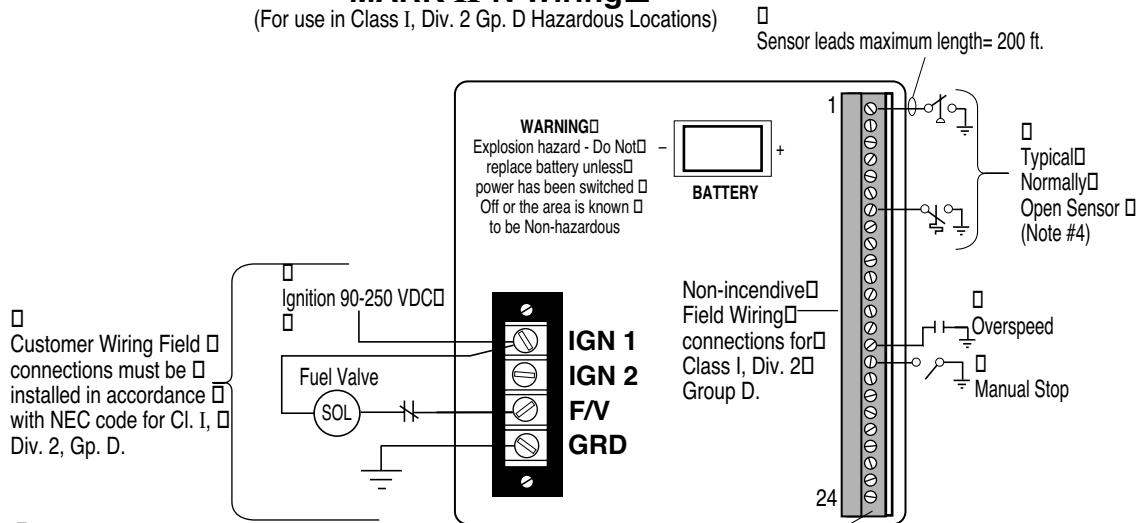 (For use in Class I, Div. 2 Gp. D Hazardous Locations)
Sensor leads maximum length= 200 ft.
1
WARNING
Explosion hazard - Do Not
replace battery unless
power has been switched
Off or the area is known
to be Non-hazardous
–
+
BATTERY
Typical
Normally
Open Sensor
(Note #4)
Ignition 90-250 VDC
Customer Wiring Field
connections must be
installed in accordance
with NEC code for Cl. I,
Div. 2, Gp. D.
Fuel Valve
SOL
IGN 1
IGN 2
F/V
GRD
Non-incendive
Field Wiring
connections for
Class I, Div. 2
Group D.
Overspeed
Manual Stop
24